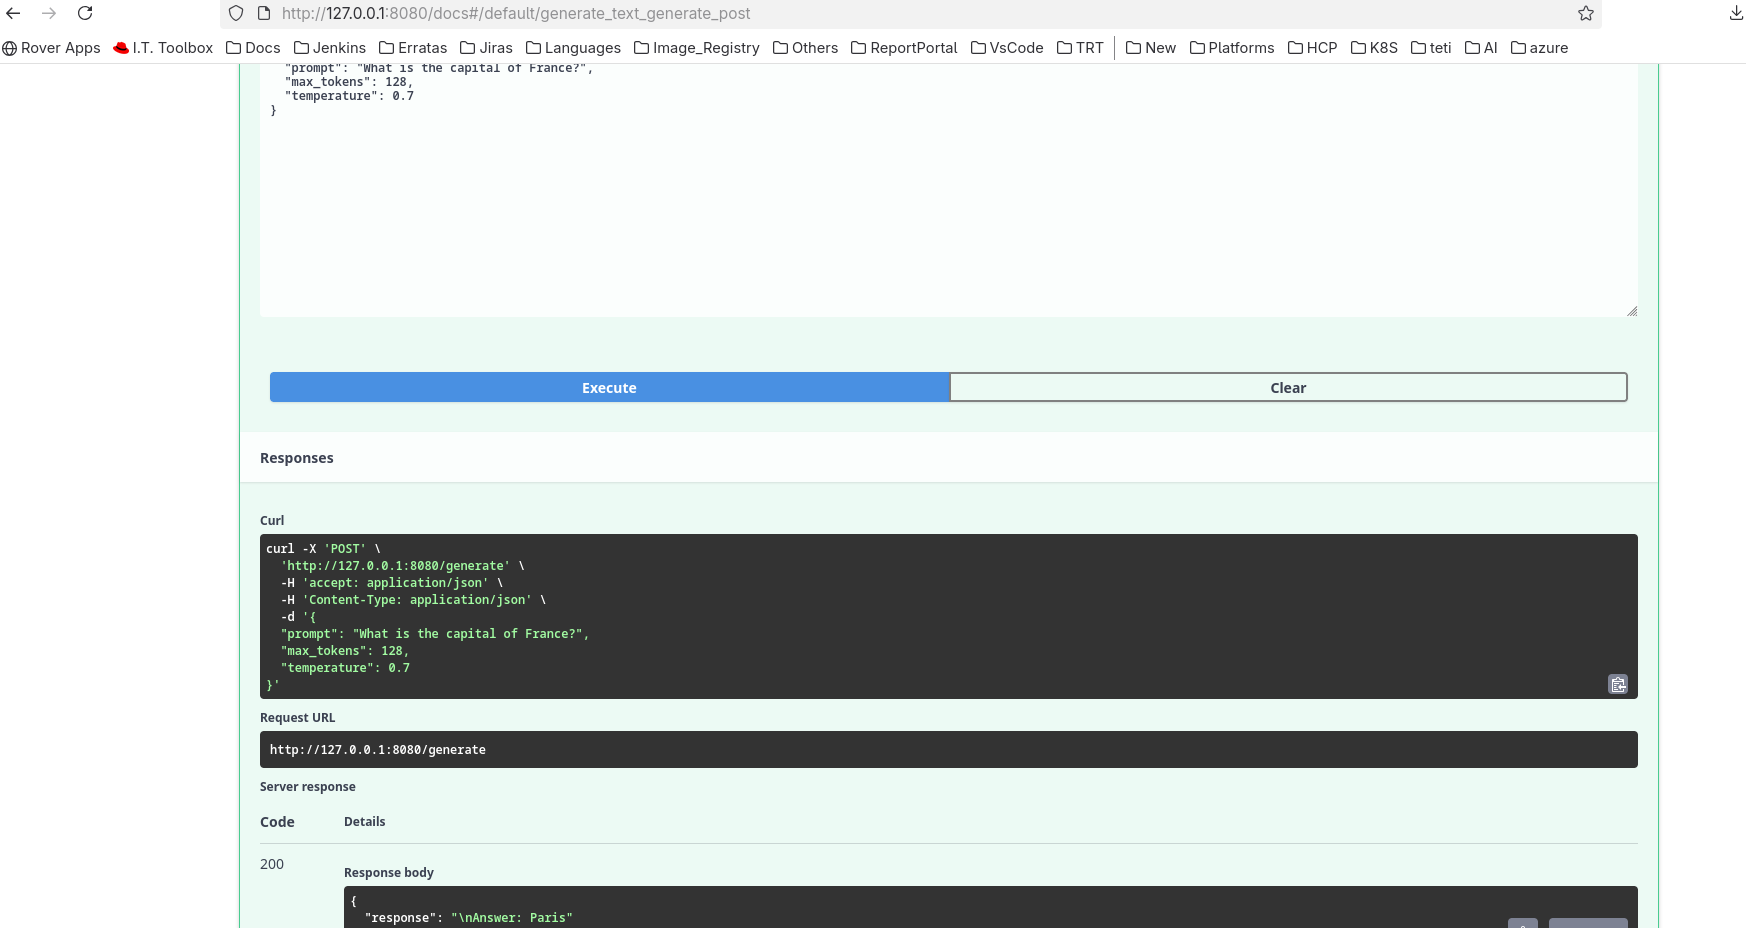 http://127.0.0.1:8080/docs#/default/generate_text_generate_post
Rover Apps I.T. Toolbox Docs Jenkins Erratas Jiras Languages Image_Registry Others ReportPortal VsCode TRT New Platforms HCP K8S teti AI azure
"prompt": "What is the capital of France?",
"max_tokens": 128,
"temperature": 0.7
}
Execute Clear
Responses
Curl
curl -X 'POST' \
'http://127.0.0.1:8080/generate' \
-H 'accept: application/json' \
-H 'Content-Type: application/json' \
-d '{
"prompt": "What is the capital of France?",
"max_tokens": 128,
"temperature": 0.7
}'
Request URL
http://127.0.0.1:8080/generate
Server response
Code Details
200
Response body
{
"response": "\nAnswer: Paris"